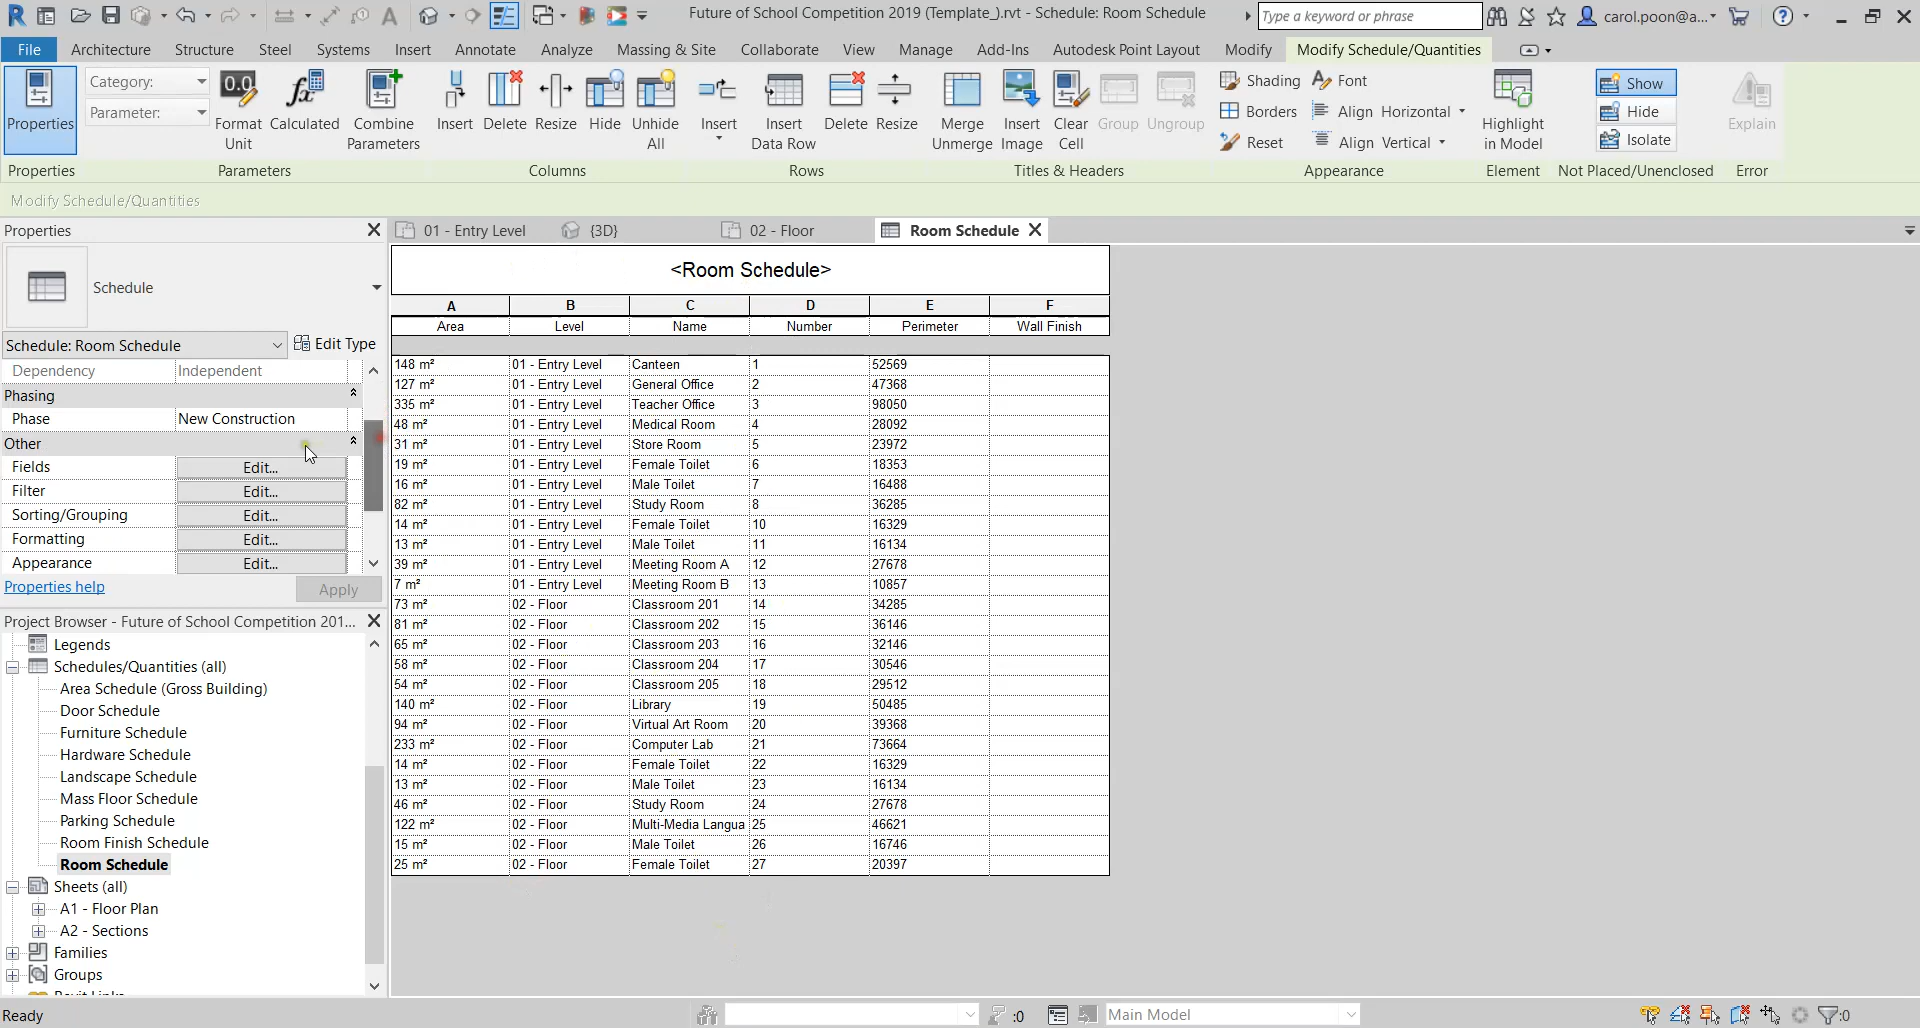 Future of School Competition 2019 (Template_).rvt - Schedule: Room Schedule
Type a keyword or phrase
carol.poon@a...
File Architecture Structure Steel Systems Insert Annotate Analyze Massing & Site Collaborate View Manage Add-Ins Autodesk Point Layout Modify Modify Schedule/Quantities
Properties
Category:
Parameter:
0.0
Format Unit
fx
Calculated
Combine Parameters
Insert
Delete
Resize
Hide
Unhide All
Insert
Insert Data Row
Delete
Resize
Merge Unmerge
Insert Image
Clear Cell
Group
Ungroup
Shading
Borders
Reset
Font
Align Horizontal
Align Vertical
Highlight in Model
Show
Hide
Isolate
Explain
Properties Parameters Columns Rows Titles & Headers Appearance Element Not Placed/Unenclosed Error
Modify Schedule/Quantities
Properties
Schedule
Schedule: Room Schedule
Edit Type
Dependency Independent
Phasing
Phase New Construction
Other
Fields Edit...
Filter Edit...
Sorting/Grouping Edit...
Formatting Edit...
Appearance Edit...
Properties help
Apply
Project Browser - Future of School Competition 201...
Legends
Schedules/Quantities (all)
Area Schedule (Gross Building)
Door Schedule
Furniture Schedule
Hardware Schedule
Landscape Schedule
Mass Floor Schedule
Parking Schedule
Room Finish Schedule
Room Schedule
Sheets (all)
A1 - Floor Plan
A2 - Sections
Families
Groups
01 - Entry Level {3D} 02 - Floor Room Schedule
<Room Schedule>
A B C D E F
Area Level Name Number Perimeter Wall Finish
148 m² 01 - Entry Level Canteen 1 52569
127 m² 01 - Entry Level General Office 2 47368
335 m² 01 - Entry Level Teacher Office 3 98050
48 m² 01 - Entry Level Medical Room 4 28092
31 m² 01 - Entry Level Store Room 5 23972
19 m² 01 - Entry Level Female Toilet 6 18353
16 m² 01 - Entry Level Male Toilet 7 16488
82 m² 01 - Entry Level Study Room 8 36285
14 m² 01 - Entry Level Female Toilet 10 16329
13 m² 01 - Entry Level Male Toilet 11 16134
39 m² 01 - Entry Level Meeting Room A 12 27678
7 m² 01 - Entry Level Meeting Room B 13 10857
73 m² 02 - Floor Classroom 201 14 34285
81 m² 02 - Floor Classroom 202 15 36146
65 m² 02 - Floor Classroom 203 16 32146
58 m² 02 - Floor Classroom 204 17 30546
54 m² 02 - Floor Classroom 205 18 29512
140 m² 02 - Floor Library 19 50485
94 m² 02 - Floor Virtual Art Room 20 39368
233 m² 02 - Floor Computer Lab 21 73664
14 m² 02 - Floor Female Toilet 22 16329
13 m² 02 - Floor Male Toilet 23 16134
46 m² 02 - Floor Study Room 24 27678
122 m² 02 - Floor Multi-Media Langua 25 46621
15 m² 02 - Floor Male Toilet 26 16746
25 m² 02 - Floor Female Toilet 27 20397
Ready
:0
Main Model
:0